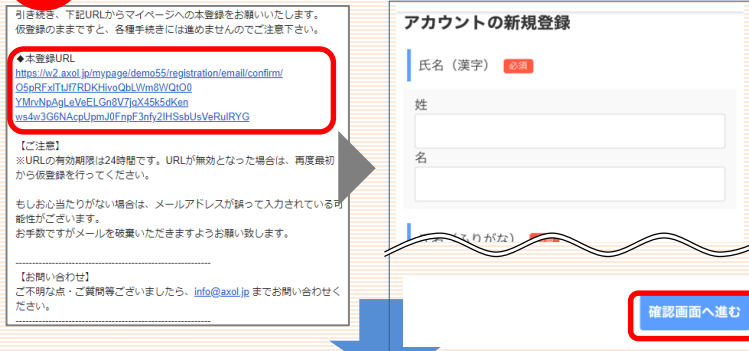 引き続き、下記URLからマイページへの本登録をお願いいたします。
仮登録のままですと、各種手続きには進めませんのでご注意下さい。
◆本登録URL
https://w2.axol.jp/mypage/demo55/registration/email/confirm/
O5pRFxITtJf7RDKHivoQbLWm8WQtO0
YMrvNpAgLeVeELGn8V7jqX45k5dKen
ws4w3G6NAcpUpmJ0FnpF3nfy2IHSsbUsVeRuIRYG
【ご注意】
※URLの有効期限は24時間です。URLが無効となった場合は、再度最初
から仮登録を行ってください。
もしお心当たりがない場合は、メールアドレスが誤って入力されている可
能性がございます。
お手数ですがメールを破棄いただきますようお願い致します。
----------------------------------------------------------
【お問い合わせ】
ご不明な点・ご質問等ございましたら、info@axol.jp までお問い合わせく
ださい。
----------------------------------------------------------
アカウントの新規登録
氏名（漢字） 必須
姓
名
（ふりがな）
確認画面へ進む